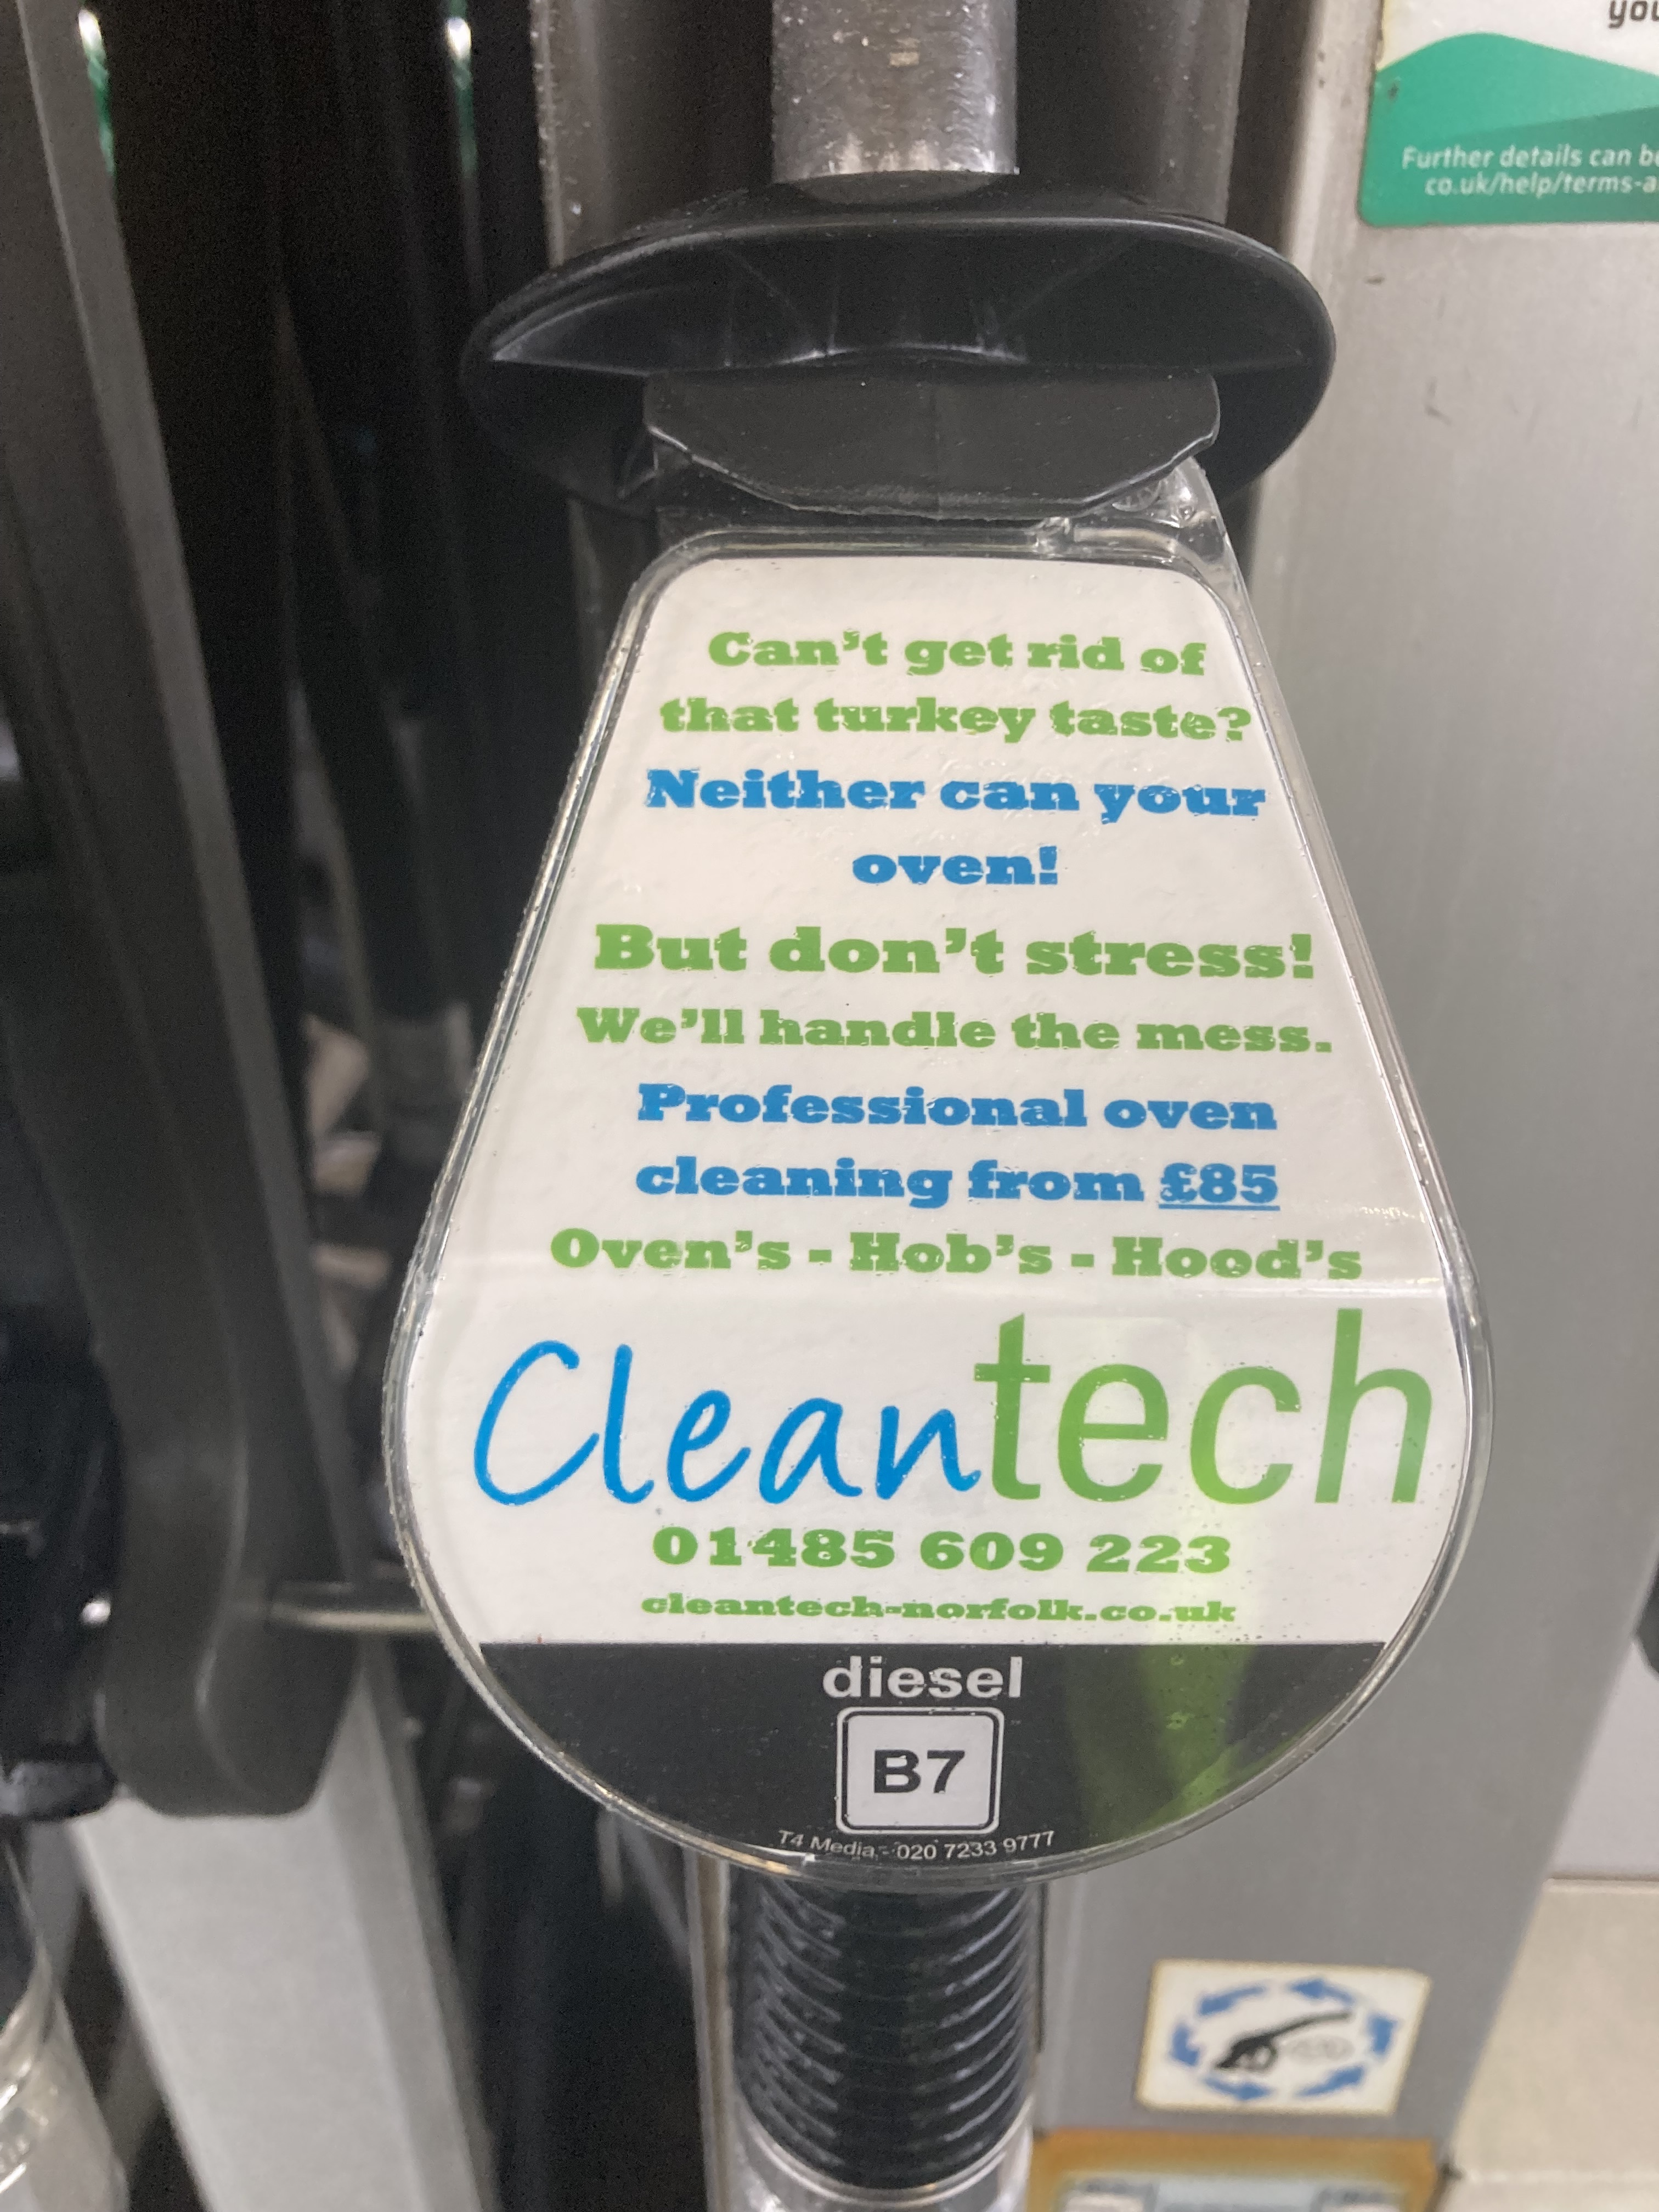 you
Further details can be
co.uk/help/terms-a
Can't get rid of
that turkey taste?
Neither can your
oven!
But don't stress!
We'll handle the mess.
Professional oven
cleaning from £85
Oven's - Hob's - Hood's
Cleantech
01485 609 223
cleantech-norfolk.co.uk
diesel
B7
T4 Media - 020 7233 9777